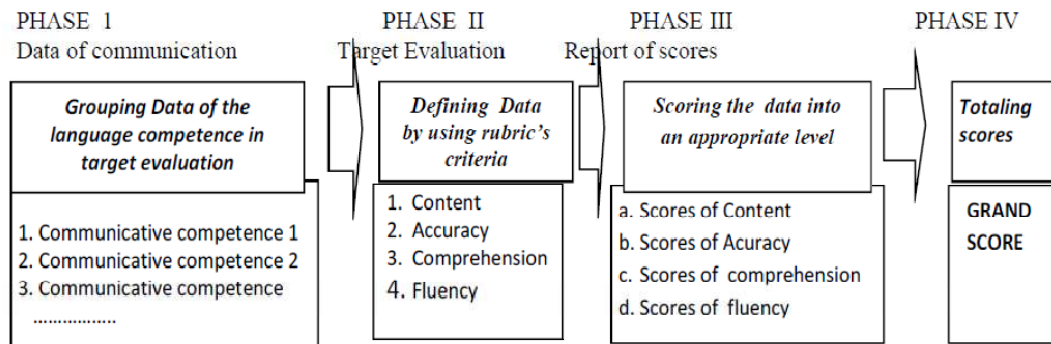 PHASE 1
Data of communication
Grouping Data of the
language competence in
target evaluation
1. Communicative competence 1
2. Communicative competence 2
3. Communicative competence
..................
PHASE II
Target Evaluation
Defining Data
by using rubric's
criteria
1. Content
2. Accuracy
3. Comprehension
4. Fluency
PHASE III
Report of scores
Scoring the data into
an appropriate level
a. Scores of Content
b. Scores of Acuracy
c. Scores of comprehension
d. Scores of fluency
PHASE IV
Totaling
scores
GRAND
SCORE